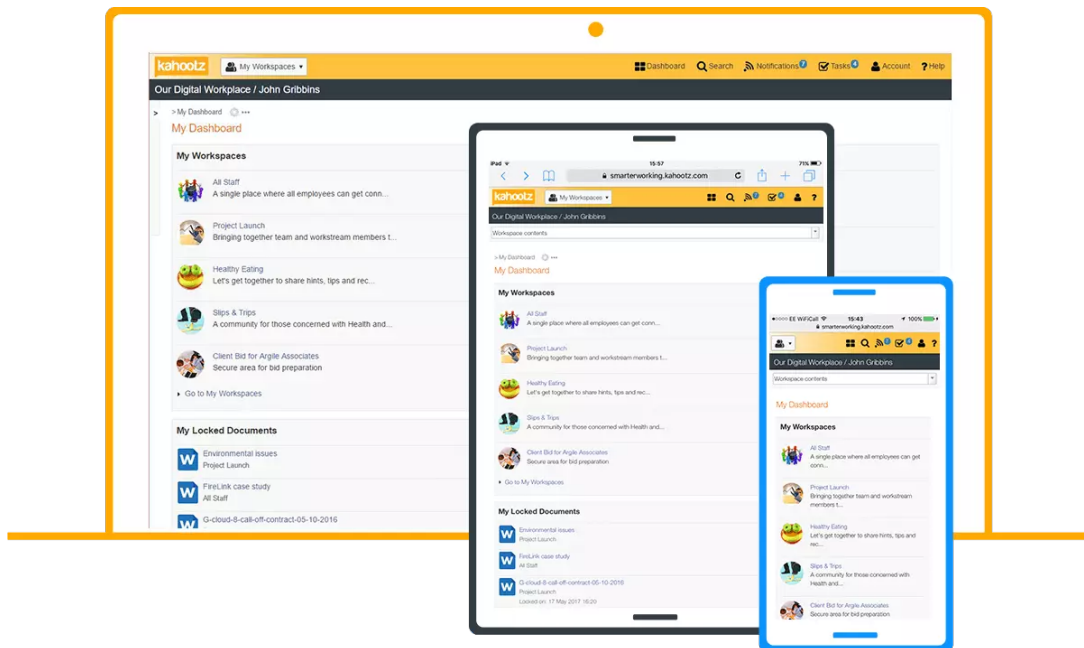 kahootz My Workspaces Dashboard Search Notifications 7 Tasks 4 Account ? Help
Our Digital Workplace / John Gribbins
> > My Dashboard •••
My Dashboard
My Workspaces
All Staff
A single place where all employees can get conn...
Project Launch
Bringing together team and workstream members t...
Healthy Eating
Let's get together to share hints, tips and rec...
Slips & Trips
A community for those concerned with Health and...
Client Bid for Argile Associates
Secure area for bid preparation
Go to My Workspaces
My Locked Documents
W Environmental issues
Project Launch
W FireLink case study
All Staff
W G-cloud-8-call-off-contract-05-10-2016
iPad 15:57 71%
smarterworking.kahootz.com
kahootz My Workspaces ?
Our Digital Workplace / John Gribbins
Workspace contents
> My Dashboard •••
My Dashboard
My Workspaces
All Staff
A single place where all employees can get conn...
Project Launch
Bringing together team and workstream members t...
Healthy Eating
Let's get together to share hints, tips and rec...
Slips & Trips
A community for those concerned with Health and...
Client Bid for Argile Associates
Secure area for bid preparation
Go to My Workspaces
My Locked Documents
W Environmental issues
Project Launch
W FireLink case study
All Staff
W G-cloud-8-call-off-contract-05-10-2016
Project Launch
Locked on: 17 May 2017 16:20
EE WiFiCall 15:43 100%
smarterworking.kahootz.com
?
Our Digital Workplace / John Gribbins
Workspace contents
My Dashboard
My Workspaces
All Staff
A single place where all employees can get
conn...
Project Launch
Bringing together team and workstream
members t...
Healthy Eating
Let's get together to share hints, tips and
rec...
Slips & Trips
A community for those concerned with
Health and...
Client Bid for Argile Associates
Secure area for bid preparation